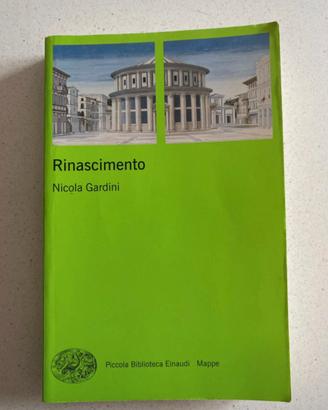 Rinascimento
Nicola Gardini
Piccola Biblioteca Einaudi Mappe